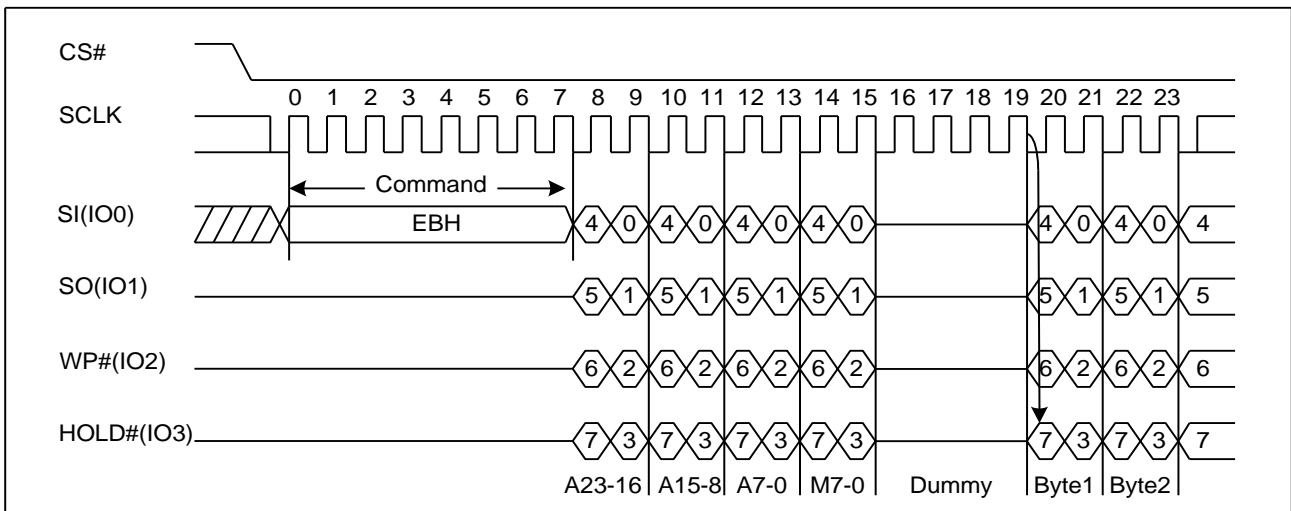 CS#
0 1 2 3 4 5 6 7 8 9 10 11 12 13 14 15 16 17 18 19 20 21 22 23
SCLK
Command
SI(IO0) EBH 4 0 4 0 4 0 4 0 4 0 4 0 4
SO(IO1) 5 1 5 1 5 1 5 1 5 1 5 1 5
WP#(IO2) 6 2 6 2 6 2 6 2 6 2 6 2 6
HOLD#(IO3) 7 3 7 3 7 3 7 3 7 3 7 3 7
A23-16 A15-8 A7-0 M7-0 Dummy Byte1 Byte2